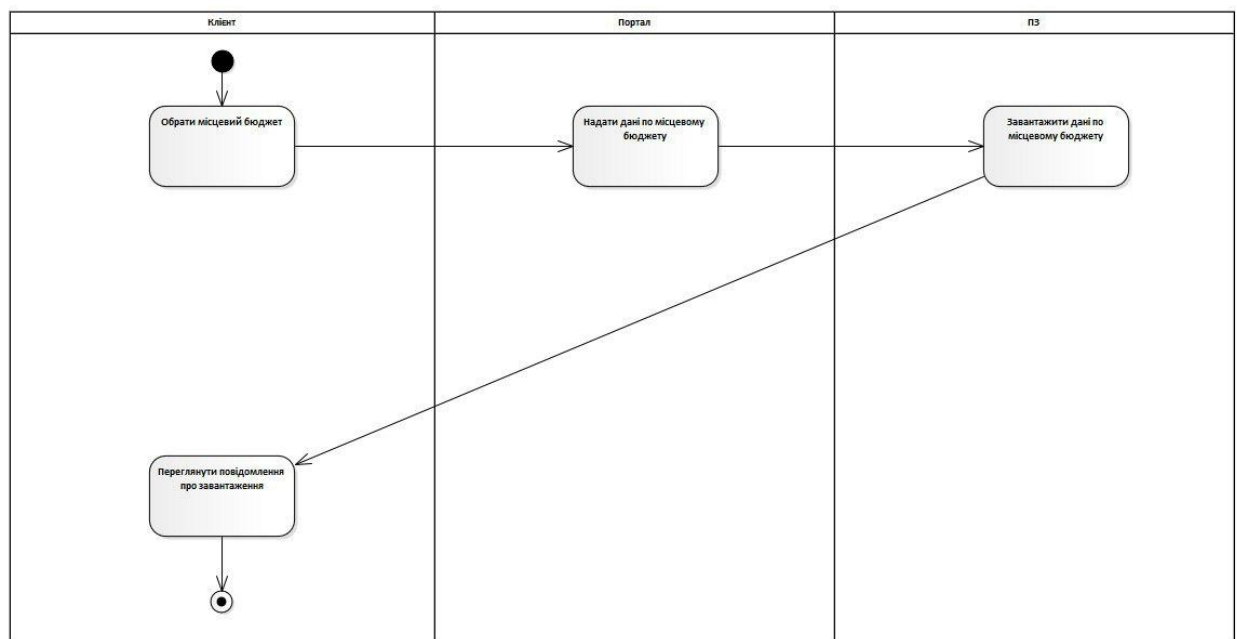 Клієнт
Портал
ПЗ
Обрати місцевий бюджет
Надати дані по місцевому
бюджету
Завантажити дані по
місцевому бюджету
Переглянути повідомлення
про завантаження